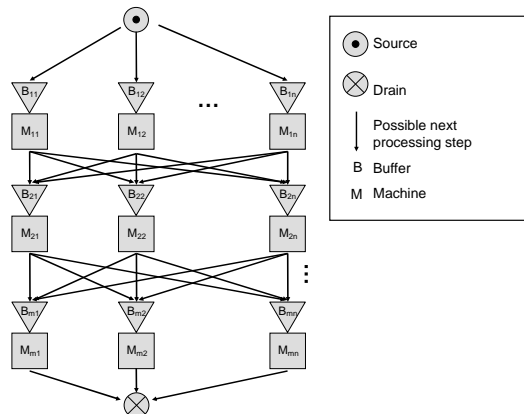 Source
Drain
Possible next
processing step
B Buffer
M Machine
B11 B12 ... B1n
M11 M12 M1n
B21 B22 B2n
M21 M22 M2n
...
Bm1 Bm2 Bmn
Mm1 Mm2 Mmn